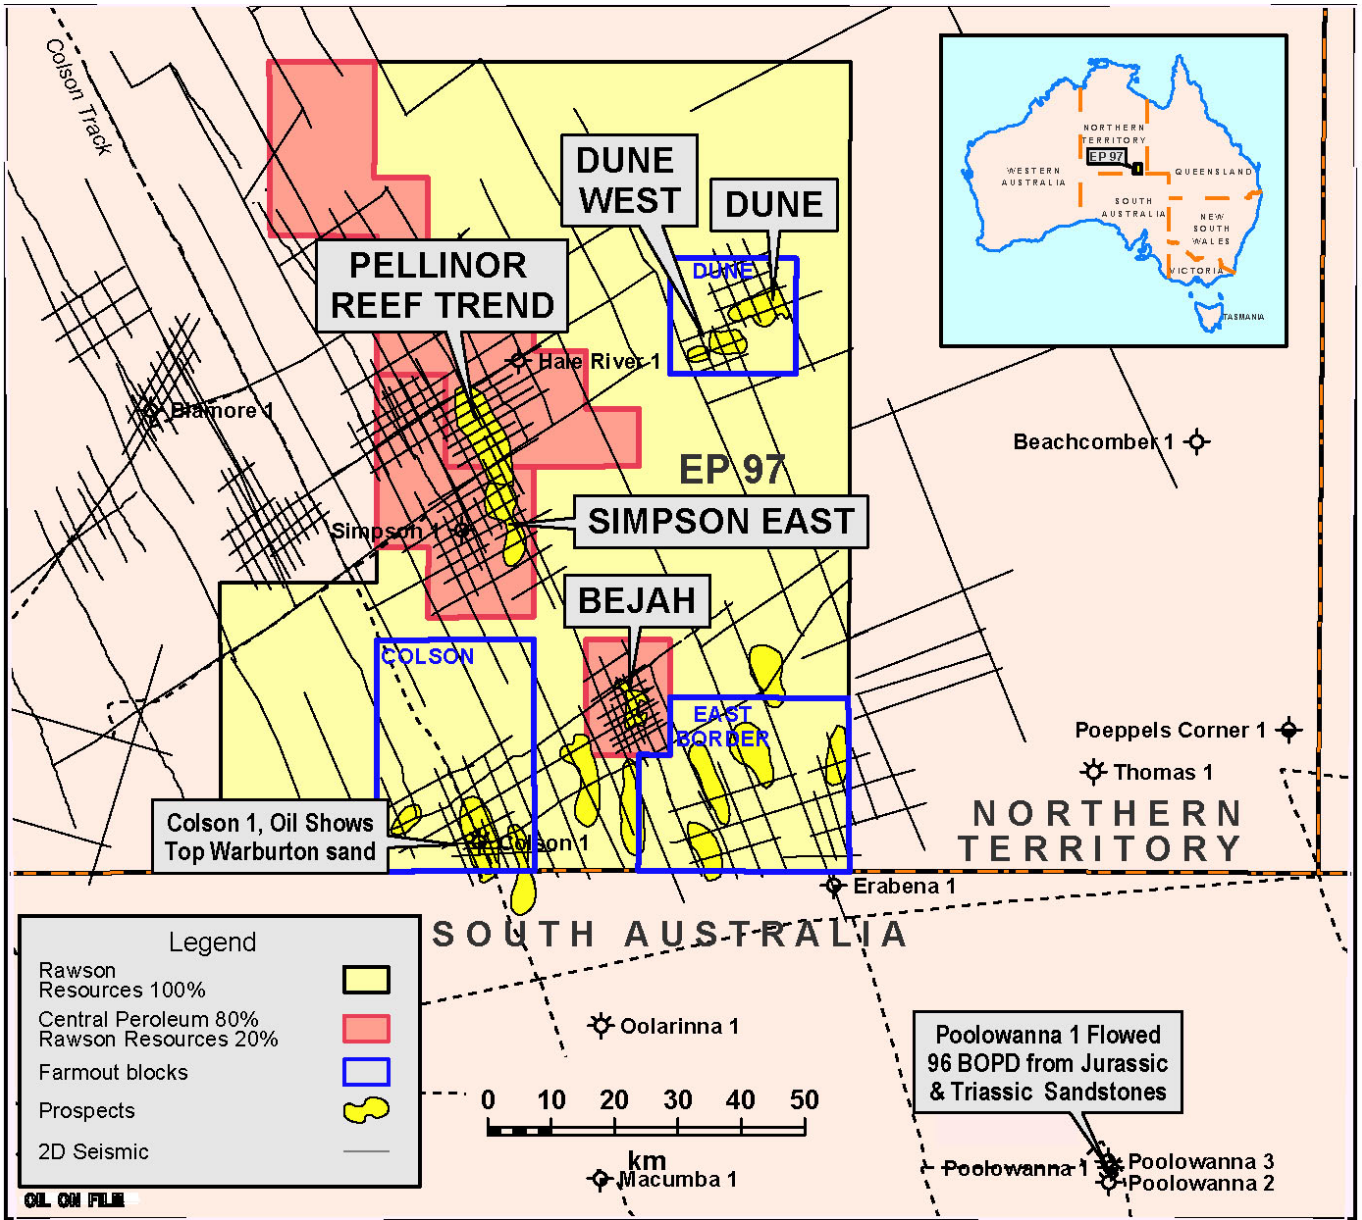 Colson Track
DUNE
WEST
DUNE
DUNE
PELLINOR
REEF TREND
Hale River 1
Blamore 1
EP 97
Simpson 1
SIMPSON EAST
BEJAH
COLSON
EAST
BORDER
Colson 1, Oil Shows
Top Warburton sand
Colson 1
Beachcomber 1
Poeppels Corner 1
Thomas 1
NORTHERN
TERRITORY
Erabena 1
SOUTH AUSTRALIA
Oolarinna 1
Macumba 1
Poolowanna 1 Flowed
96 BOPD from Jurassic
& Triassic Sandstones
Poolowanna 1
Poolowanna 3
Poolowanna 2
0 10 20 30 40 50
km
Legend
Rawson
Resources 100%
Central Peroleum 80%
Rawson Resources 20%
Farmout blocks
Prospects
2D Seismic
OIL ON FILM
NORTHERN
TERRITORY
EP 97
WESTERN
AUSTRALIA
QUEENSLAND
SOUTH
AUSTRALIA
NEW
SOUTH
WALES
VICTORIA
TASMANIA